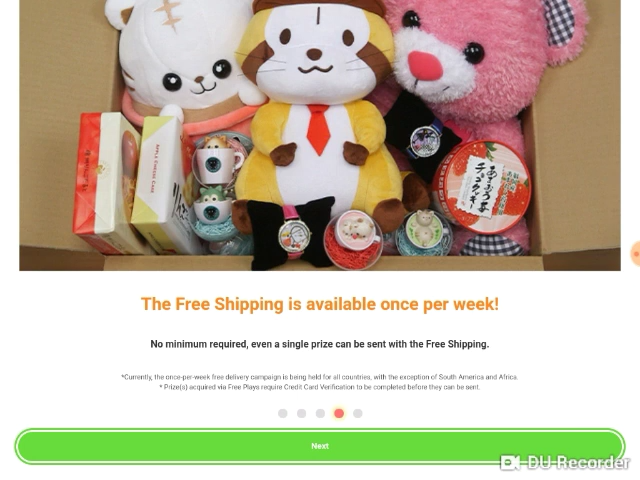 The Free Shipping is available once per week!
No minimum required, even a single prize can be sent with the Free Shipping.
*Currently, the once-per-week free delivery campaign is being held for all countries, with the exception of South America and Africa.
* Prize(s) acquired via Free Plays require Credit Card Verification to be completed before they can be sent.
Next
DU Recorder